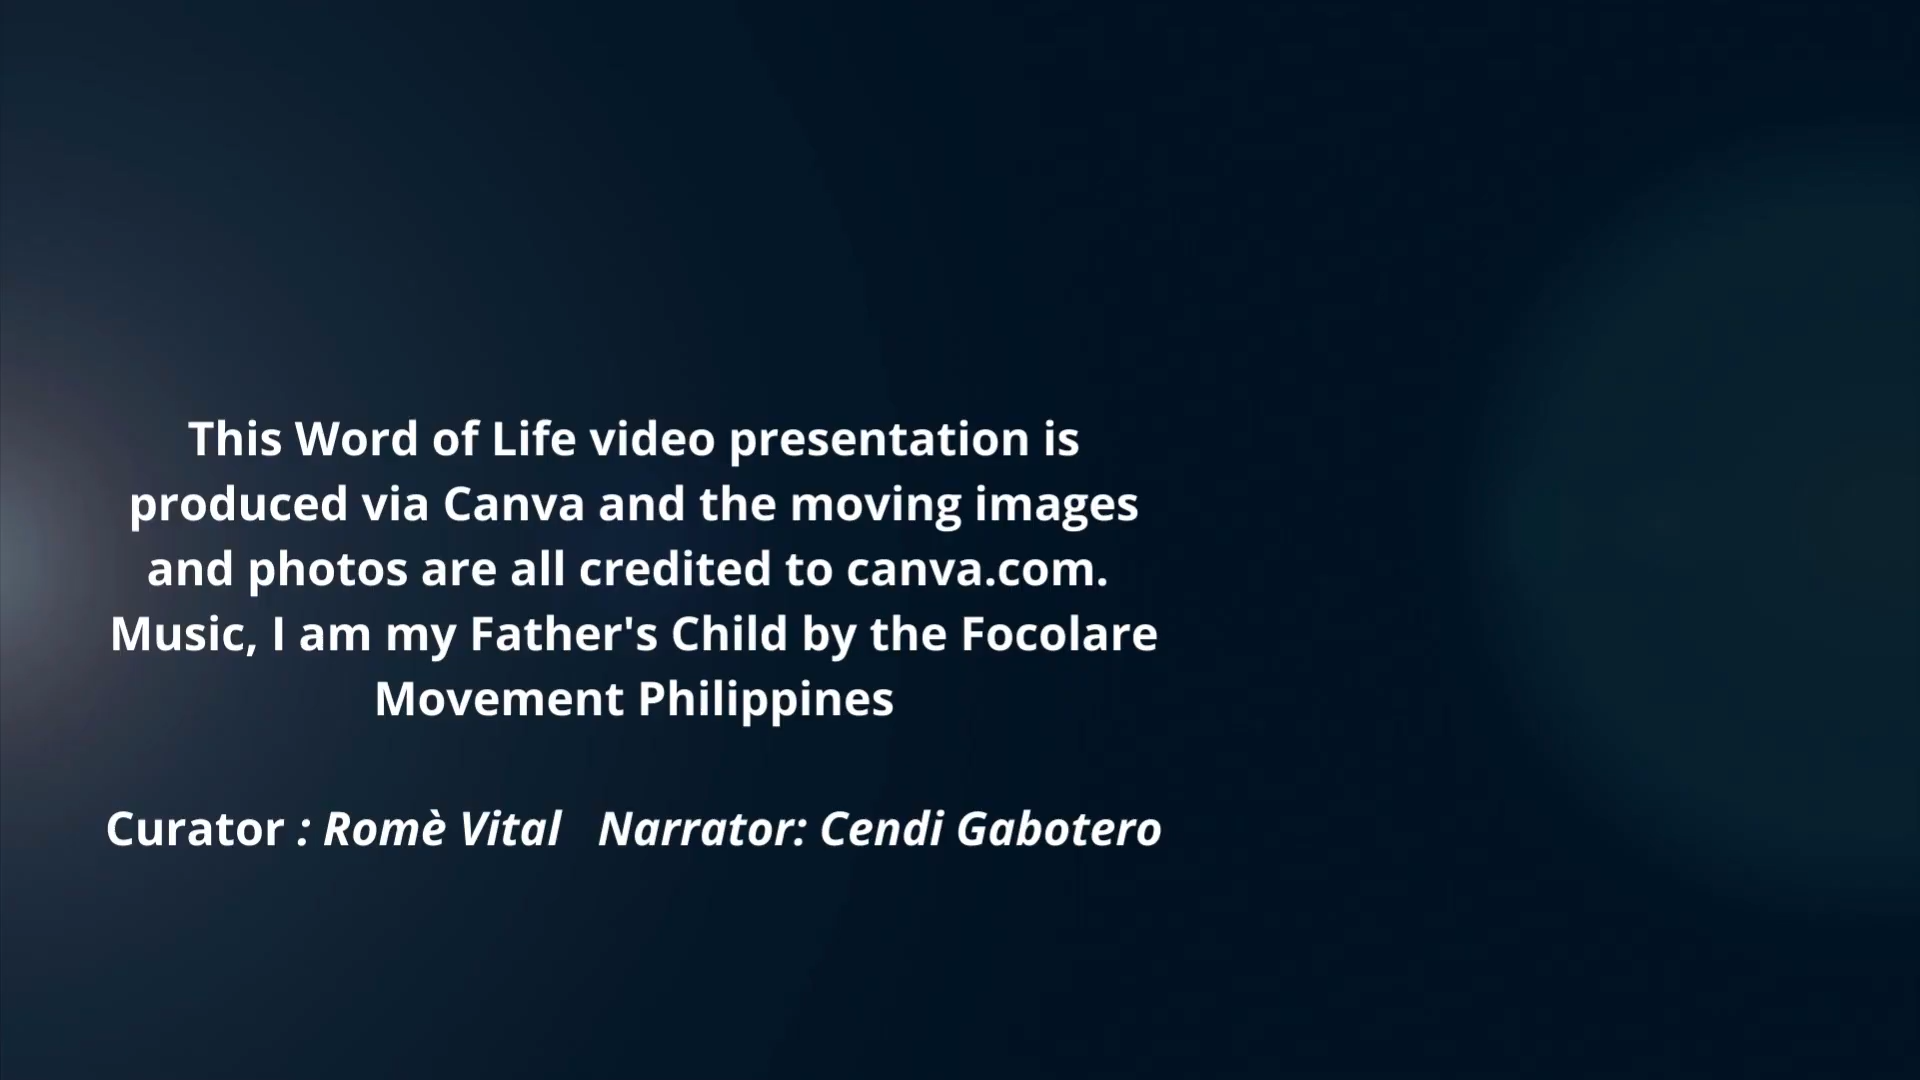 This Word of Life video presentation is
produced via Canva and the moving images
and photos are all credited to canva.com.
Music, I am my Father's Child by the Focolare
Movement Philippines
Curator : Romè Vital   Narrator: Cendi Gabotero